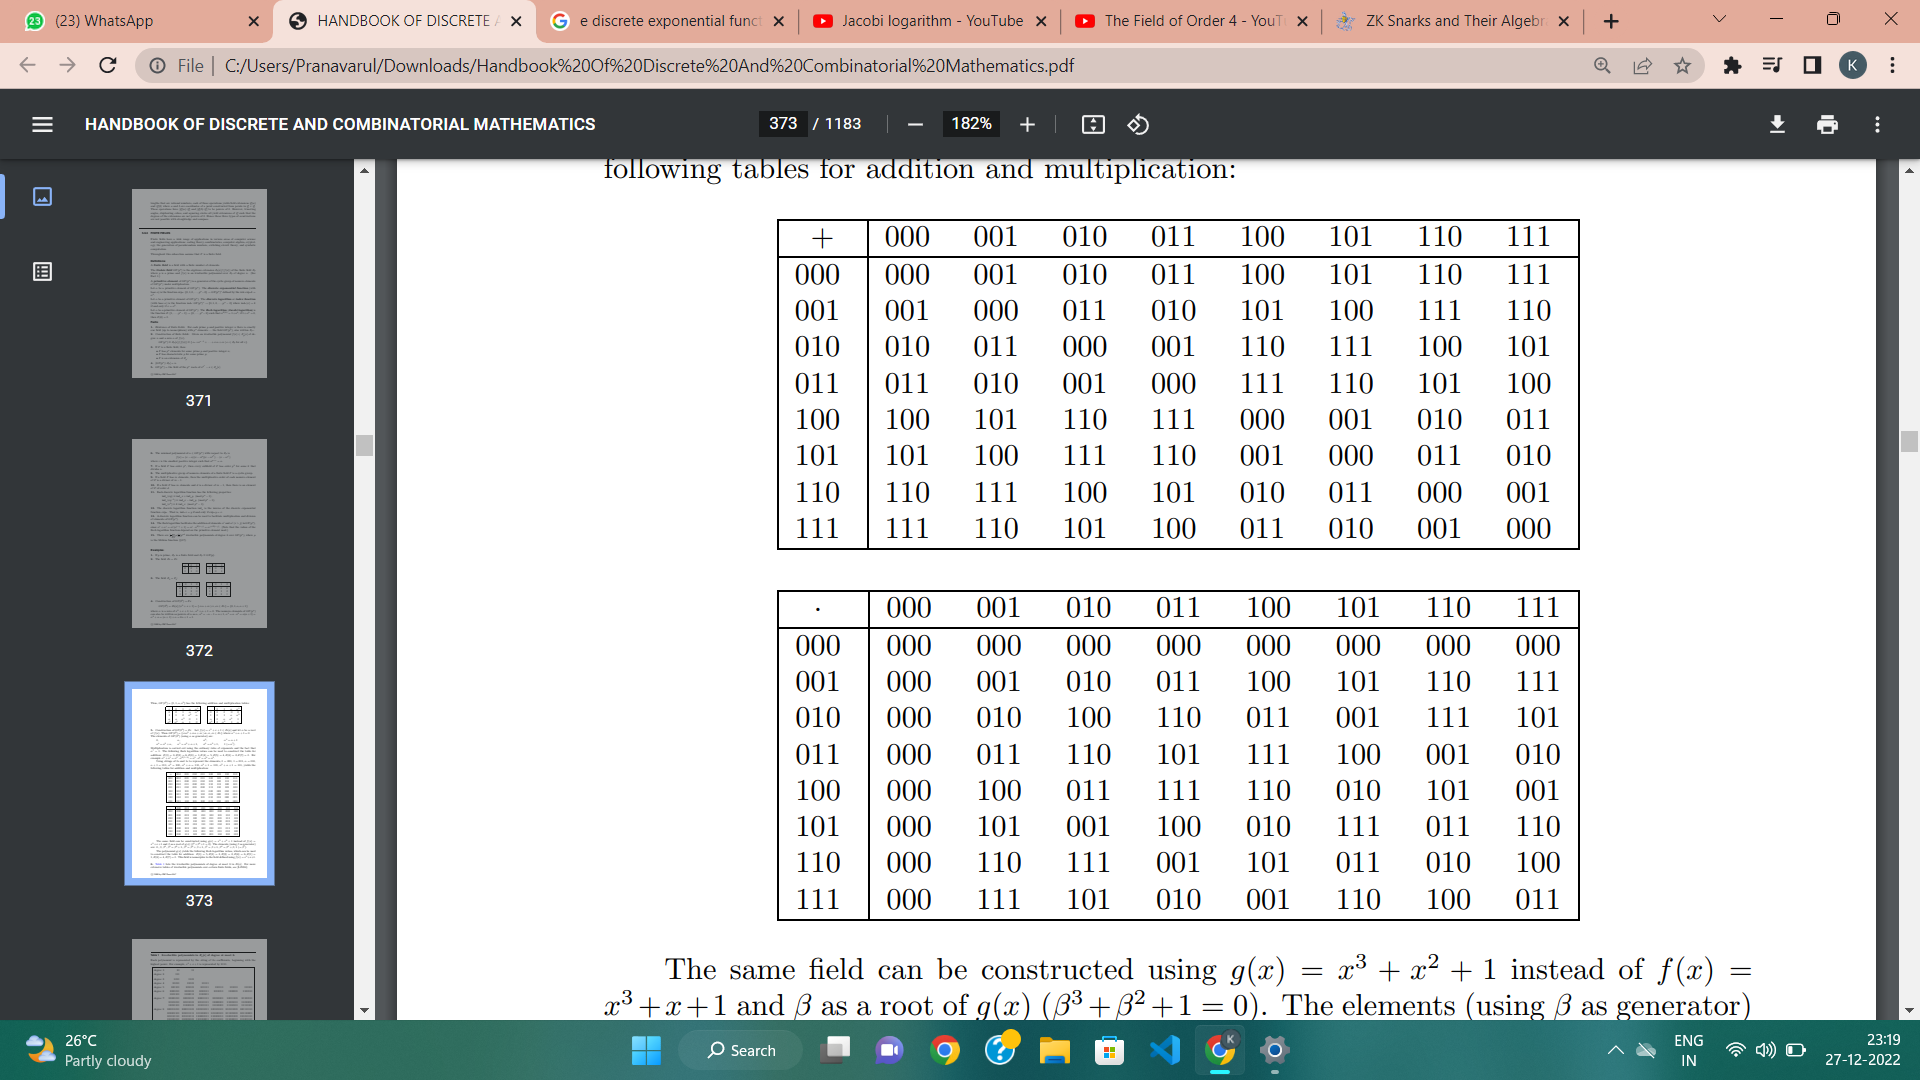 (23) WhatsApp
HANDBOOK OF DISCRETE A
e discrete exponential funct
Jacobi logarithm - YouTube
The Field of Order 4 - YouTu
ZK Snarks and Their Algebr
File
C:/Users/Pranavarul/Downloads/Handbook%20Of%20Discrete%20And%20Combinatorial%20Mathematics.pdf
K
HANDBOOK OF DISCRETE AND COMBINATORIAL MATHEMATICS
373 / 1183
182%
371
372
373
following tables for addition and multiplication:
+ 000 001 010 011 100 101 110 111
000 000 001 010 011 100 101 110 111
001 001 000 011 010 101 100 111 110
010 010 011 000 001 110 111 100 101
011 011 010 001 000 111 110 101 100
100 100 101 110 111 000 001 010 011
101 101 100 111 110 001 000 011 010
110 110 111 100 101 010 011 000 001
111 111 110 101 100 011 010 001 000
· 000 001 010 011 100 101 110 111
000 000 000 000 000 000 000 000 000
001 000 001 010 011 100 101 110 111
010 000 010 100 110 011 001 111 101
011 000 011 110 101 111 100 001 010
100 000 100 011 111 110 010 101 001
101 000 101 001 100 010 111 011 110
110 000 110 111 001 101 011 010 100
111 000 111 101 010 001 110 100 011
The same field can be constructed using g(x) = x³ + x² + 1 instead of f(x) =
x³ + x + 1 and β as a root of g(x) (β³ + β² + 1 = 0). The elements (using β as generator)
26°C
Partly cloudy
Search
K
ENG
IN
23:19
27-12-2022